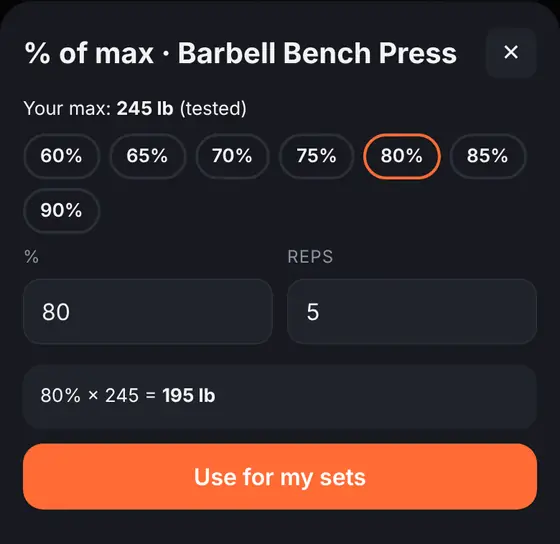 % of max · Barbell Bench Press
✕
Your max: 245 lb (tested)
60% 65% 70% 75% 80% 85%
90%
% REPS
80 5
80% × 245 = 195 lb
Use for my sets